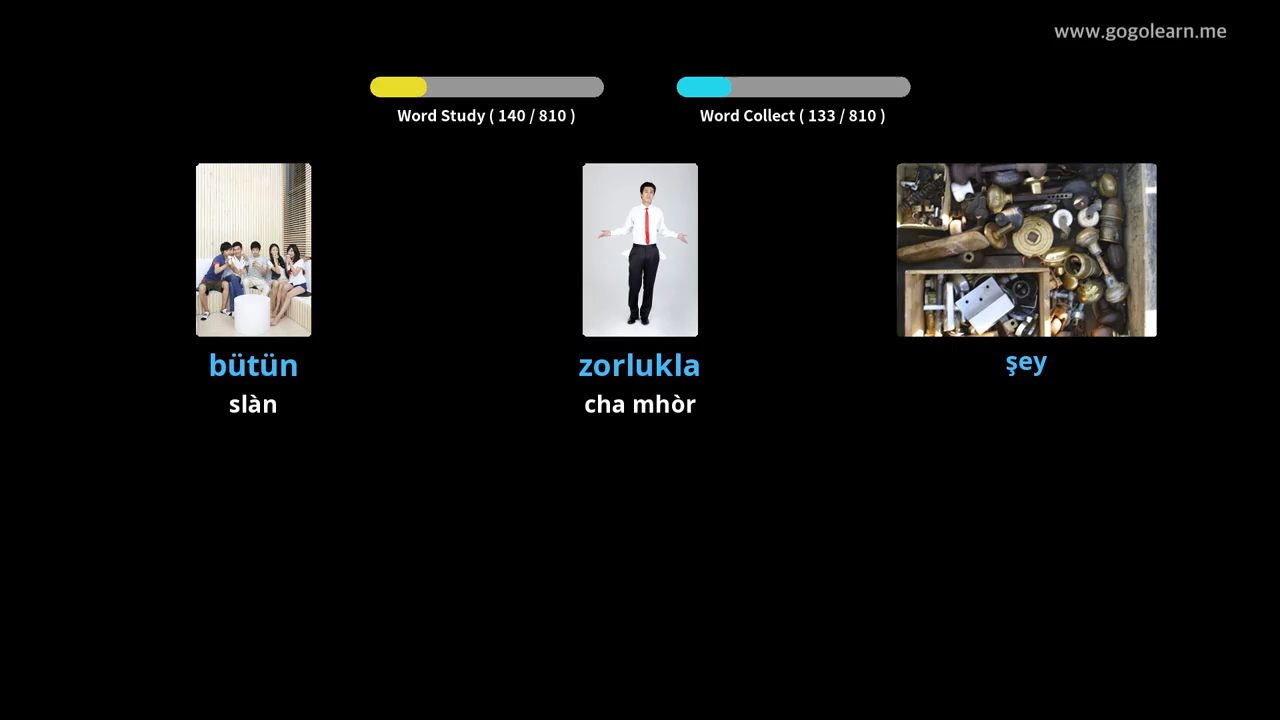 www.gogolearn.me
Word Study ( 140 / 810 )
Word Collect ( 133 / 810 )
bütün
slàn
zorlukla
cha mhòr
şey